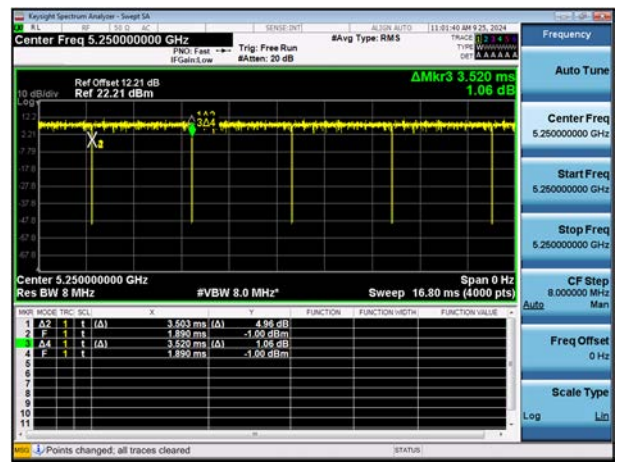 Keysight Spectrum Analyzer - Swept SA
RL RF 50 Ω AC SENSE:INT ALIGN AUTO 11:01:40 AM 9 25, 2024
Center Freq 5.250000000 GHz
#Avg Type: RMS
TRACE 1 2 3 4 5 6
PNO: Fast Trig: Free Run
TYPE WWWWWW
IFGain:Low #Atten: 20 dB
DET A A A A A A
Frequency
Auto Tune
ΔMkr3 3.520 ms
1.06 dB
Ref Offset 12.21 dB
10 dB/div Ref 22.21 dBm
Log
12.2
2.21
-7.79
-17.8
-27.8
-37.8
-47.8
-57.8
-67.8
1Δ2
3Δ4
Center Freq
5.250000000 GHz
Start Freq
5.250000000 GHz
Stop Freq
5.250000000 GHz
Center 5.250000000 GHz Span 0 Hz
Res BW 8 MHz #VBW 8.0 MHz* Sweep 16.80 ms (4000 pts)
CF Step
8.000000 MHz
Auto Man
MKR MODE TRC SCL X Y FUNCTION FUNCTION WIDTH FUNCTION VALUE
1 Δ2 1 t (Δ) 3.503 ms (Δ) 4.96 dB
2 F 1 t 1.890 ms -1.00 dBm
3 Δ4 1 t (Δ) 3.520 ms (Δ) 1.06 dB
4 F 1 t 1.890 ms -1.00 dBm
5
6
7
8
9
10
11
Freq Offset
0 Hz
Scale Type
Log Lin
MSG Points changed; all traces cleared STATUS